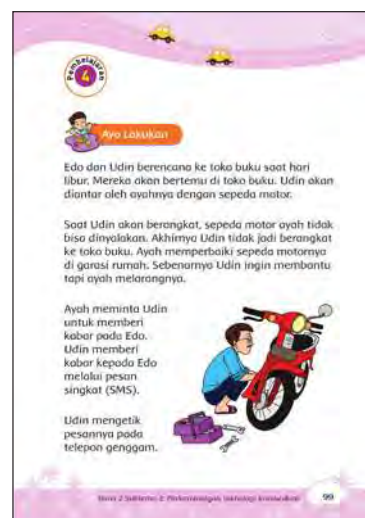 Pembelajaran
4
Ayo Lakukan
Edo dan Udin berencana ke toko buku saat hari
libur. Mereka akan bertemu di toko buku. Udin akan
diantar oleh ayahnya dengan sepeda motor.
Saat Udin akan berangkat, sepeda motor ayah tidak
bisa dinyalakan. Akhirnya Udin tidak jadi berangkat
ke toko buku. Ayah memperbaiki sepeda motornya
di garasi rumah. Sebenarnya Udin ingin membantu
tapi ayah melarangnya.
Ayah meminta Udin
untuk memberi
kabar pada Edo.
Udin memberi
kabar kepada Edo
melalui pesan
singkat (SMS).
Udin mengetik
pesannya pada
telepon genggam.
Perkembangan Teknologi Komunikasi
99